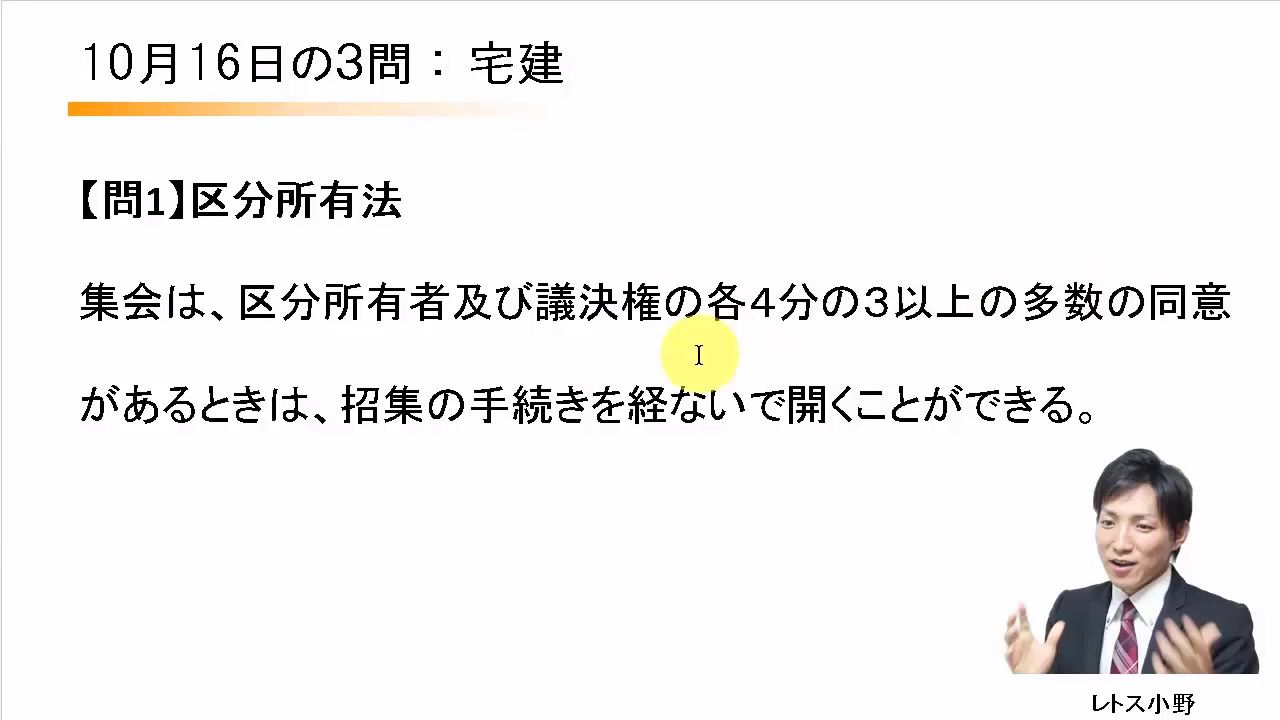 10月16日の3問：宅建
【問1】区分所有法
集会は、区分所有者及び議決権の各４分の３以上の多数の同意
があるときは、招集の手続きを経ないで開くことができる。
レトス小野